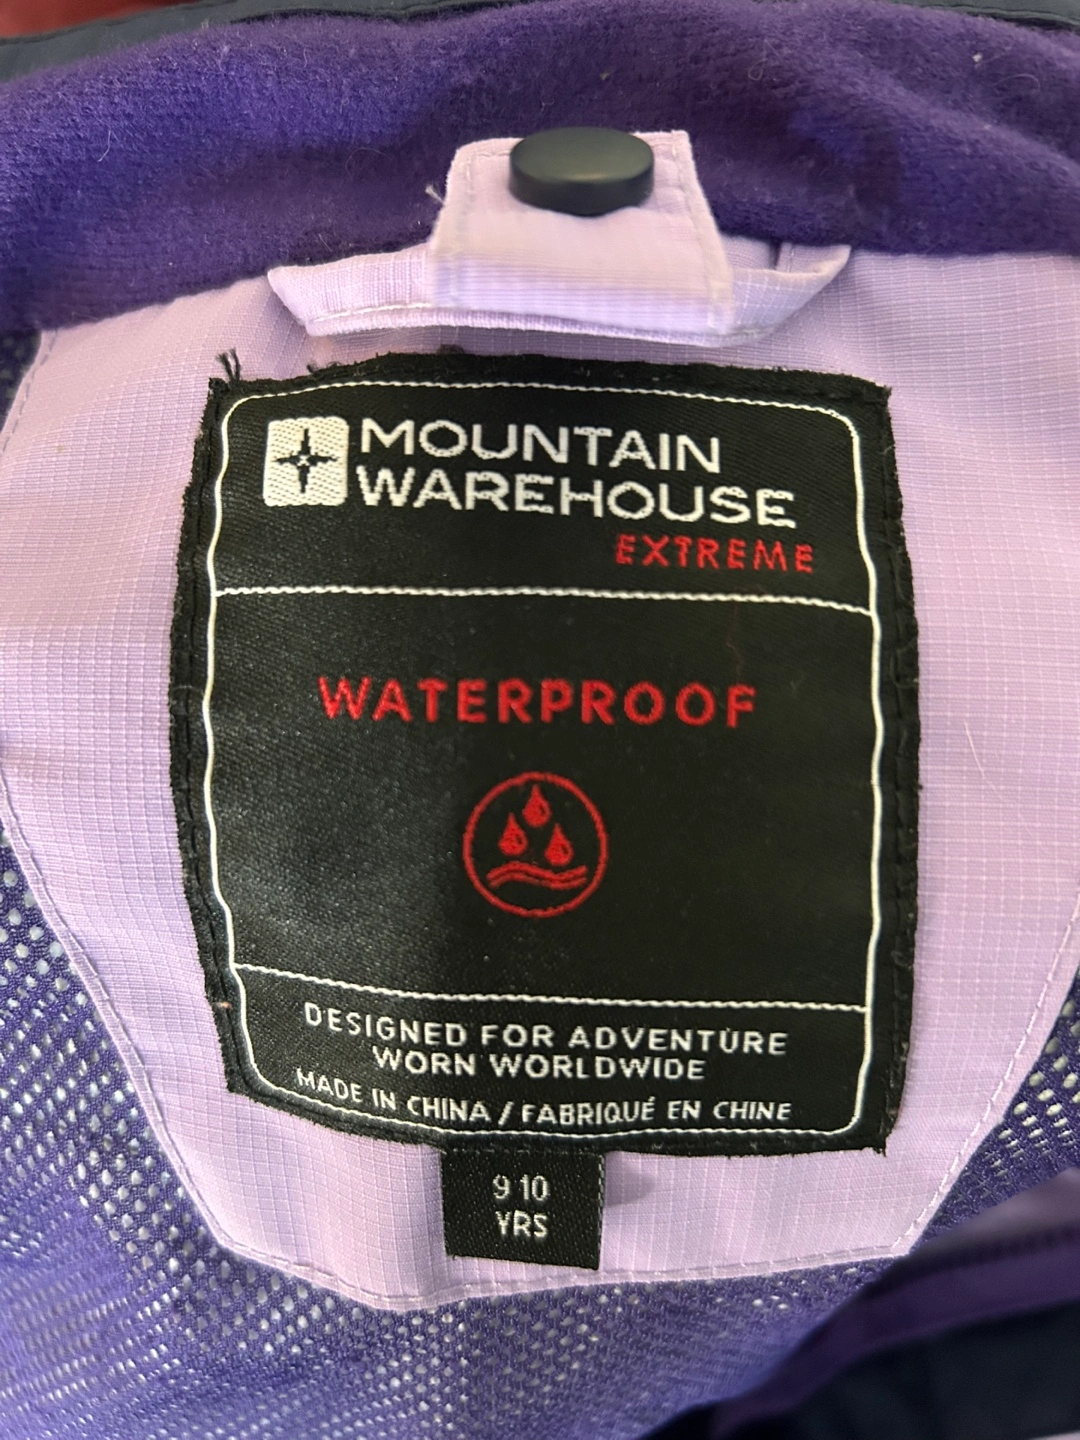 MOUNTAIN
WAREHOUSE
EXTREME
WATERPROOF
DESIGNED FOR ADVENTURE
WORN WORLDWIDE
MADE IN CHINA / FABRIQUÉ EN CHINE
9 10
YRS